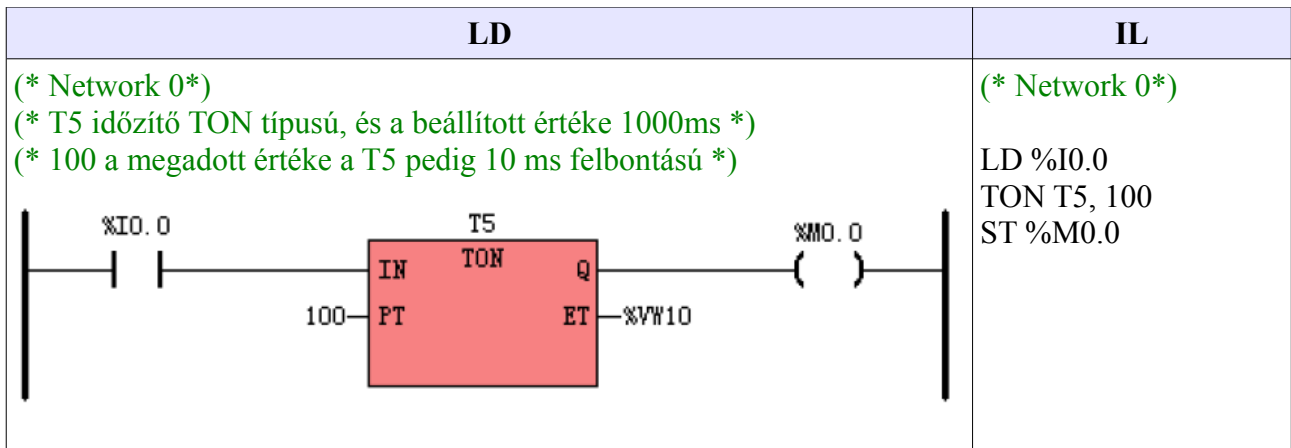 LD
IL
(* Network 0*)
(* T5 időzítő TON típusú, és a beállított értéke 1000ms *)
(* 100 a megadott értéke a T5 pedig 10 ms felbontású *)
%I0.0
T5
%M0.0
IN TON Q
100 PT ET %VW10
(* Network 0*)
LD %I0.0
TON T5, 100
ST %M0.0